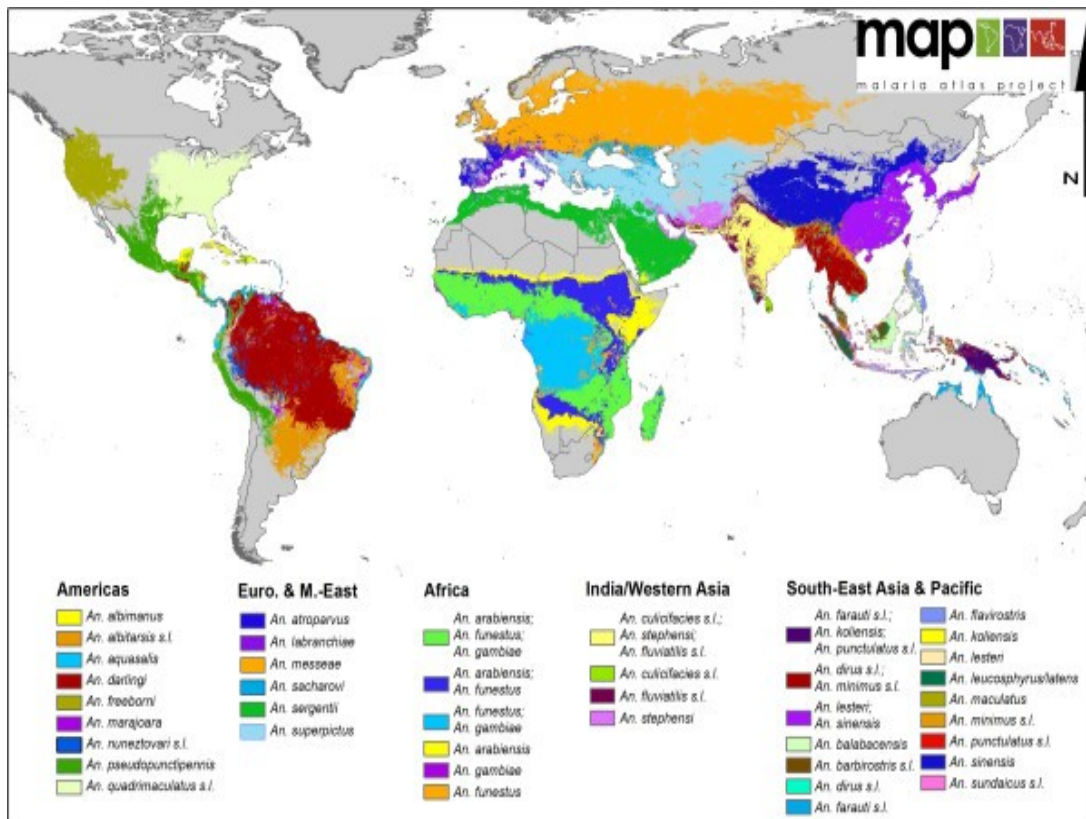 map
malaria atlas project
N
Americas
An. albimanus
An. albitarsis s.l.
An. aquasalis
An. darlingi
An. freeborni
An. marajoara
An. nuneztovari s.l.
An. pseudopunctipennis
An. quadrimaculatus s.l.
Euro. & M.-East
An. atroparvus
An. labranchiae
An. messeae
An. sacharovi
An. sergentii
An. superpictus
Africa
An. arabiensis;
An. funestus;
An. gambiae
An. arabiensis;
An. funestus
An. funestus;
An. gambiae
An. arabiensis
An. gambiae
An. funestus
India/Western Asia
An. culicifacies s.l.;
An. stephensi;
An. fluviatilis s.l.
An. culicifacies s.l.
An. fluviatilis s.l.
An. stephensi
South-East Asia & Pacific
An. farauti s.l.;
An. koliensis;
An. punctulatus s.l.
An. dirus s.l.;
An. minimus s.l.
An. lesteri;
An. sinensis
An. balabacensis
An. barbirostris s.l.
An. dirus s.l.
An. farauti s.l.
An. flavirostris
An. koliensis
An. lesteri
An. leucosphyrus/latens
An. maculatus
An. minimus s.l.
An. punctulatus s.l.
An. sinensis
An. sundaicus s.l.